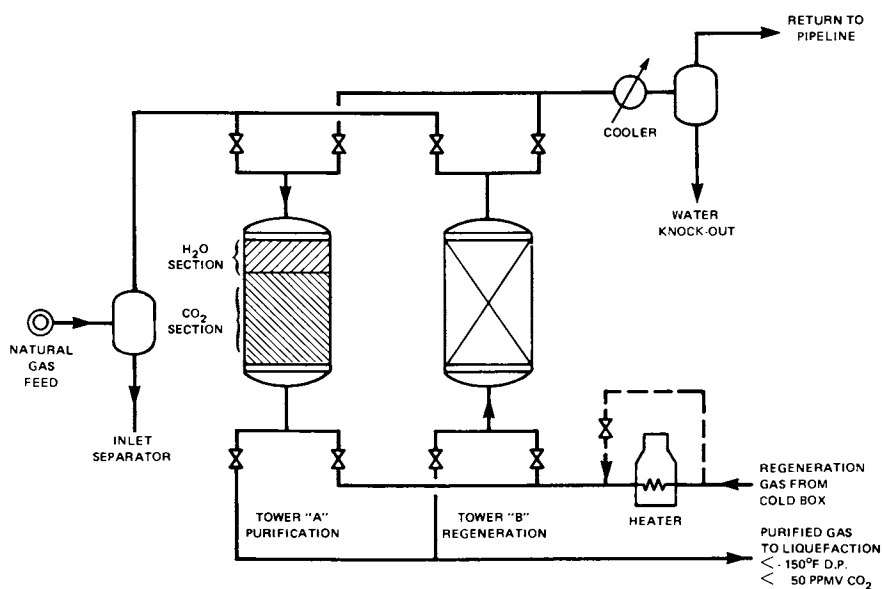 RETURN TO
PIPELINE
COOLER
WATER
KNOCK-OUT
H2O
SECTION
CO2
SECTION
NATURAL
GAS
FEED
INLET
SEPARATOR
TOWER "A"
PURIFICATION
TOWER "B"
REGENERATION
HEATER
REGENERATION
GAS FROM
COLD BOX
PURIFIED GAS
TO LIQUEFACTION
< -150°F D.P.
< 50 PPMV CO2